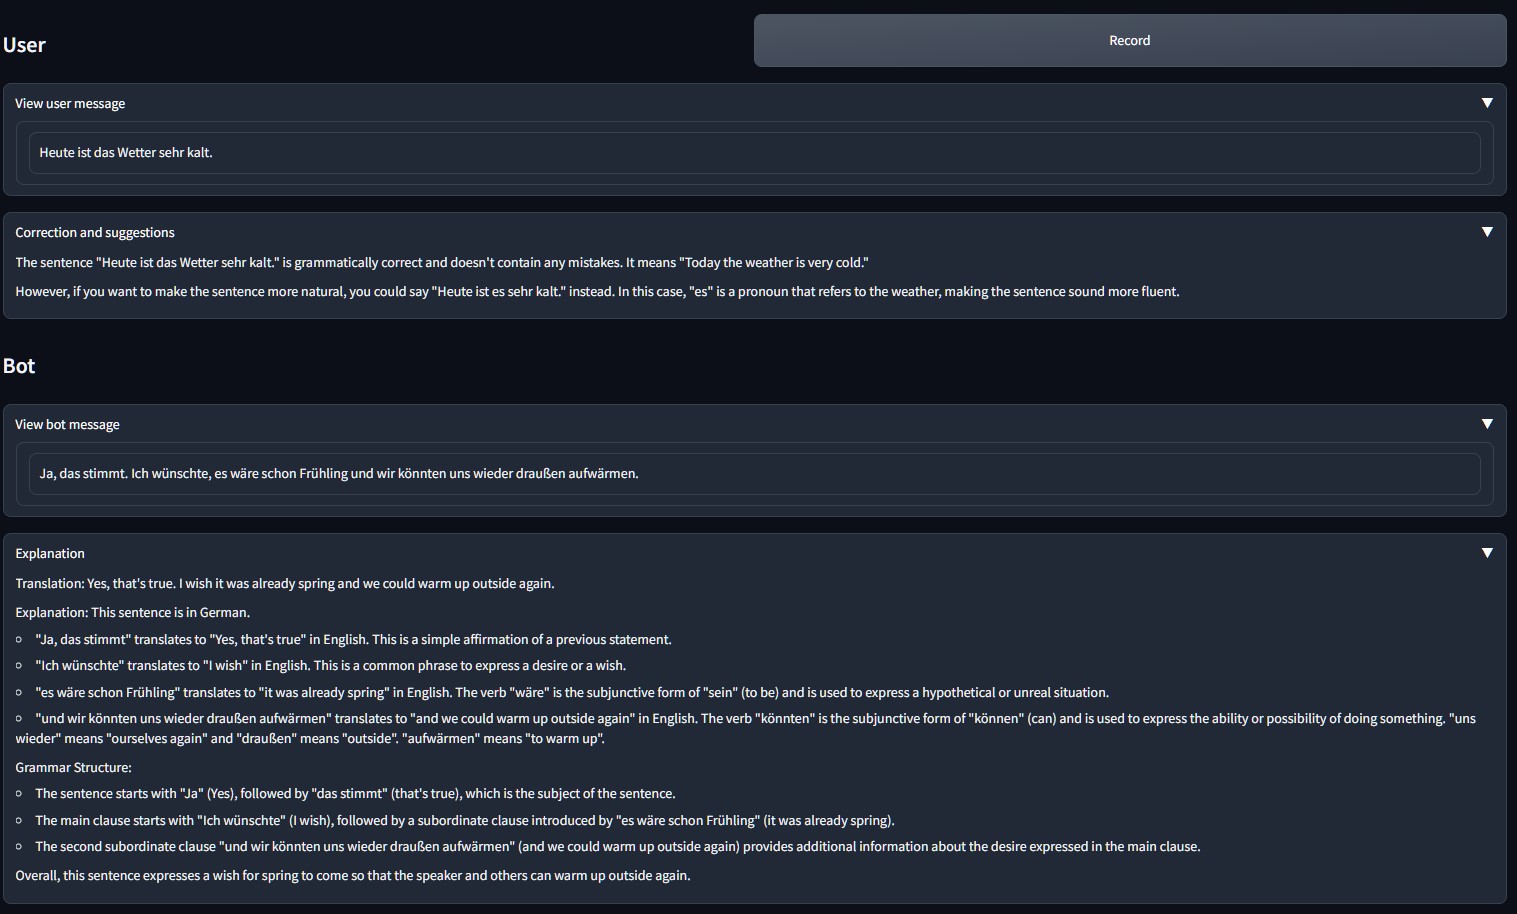 User
Record
View user message
Heute ist das Wetter sehr kalt.
Correction and suggestions
The sentence "Heute ist das Wetter sehr kalt." is grammatically correct and doesn't contain any mistakes. It means "Today the weather is very cold."
However, if you want to make the sentence more natural, you could say "Heute ist es sehr kalt." instead. In this case, "es" is a pronoun that refers to the weather, making the sentence sound more fluent.
Bot
View bot message
Ja, das stimmt. Ich wünschte, es wäre schon Frühling und wir könnten uns wieder draußen aufwärmen.
Explanation
Translation: Yes, that's true. I wish it was already spring and we could warm up outside again.
Explanation: This sentence is in German.
"Ja, das stimmt" translates to "Yes, that's true" in English. This is a simple affirmation of a previous statement.
"Ich wünschte" translates to "I wish" in English. This is a common phrase to express a desire or a wish.
"es wäre schon Frühling" translates to "it was already spring" in English. The verb "wäre" is the subjunctive form of "sein" (to be) and is used to express a hypothetical or unreal situation.
"und wir könnten uns wieder draußen aufwärmen" translates to "and we could warm up outside again" in English. The verb "könnten" is the subjunctive form of "können" (can) and is used to express the ability or possibility of doing something. "uns
wieder" means "ourselves again" and "draußen" means "outside". "aufwärmen" means "to warm up".
Grammar Structure:
The sentence starts with "Ja" (Yes), followed by "das stimmt" (that's true), which is the subject of the sentence.
The main clause starts with "Ich wünschte" (I wish), followed by a subordinate clause introduced by "es wäre schon Frühling" (it was already spring).
The second subordinate clause "und wir könnten uns wieder draußen aufwärmen" (and we could warm up outside again) provides additional information about the desire expressed in the main clause.
Overall, this sentence expresses a wish for spring to come so that the speaker and others can warm up outside again.